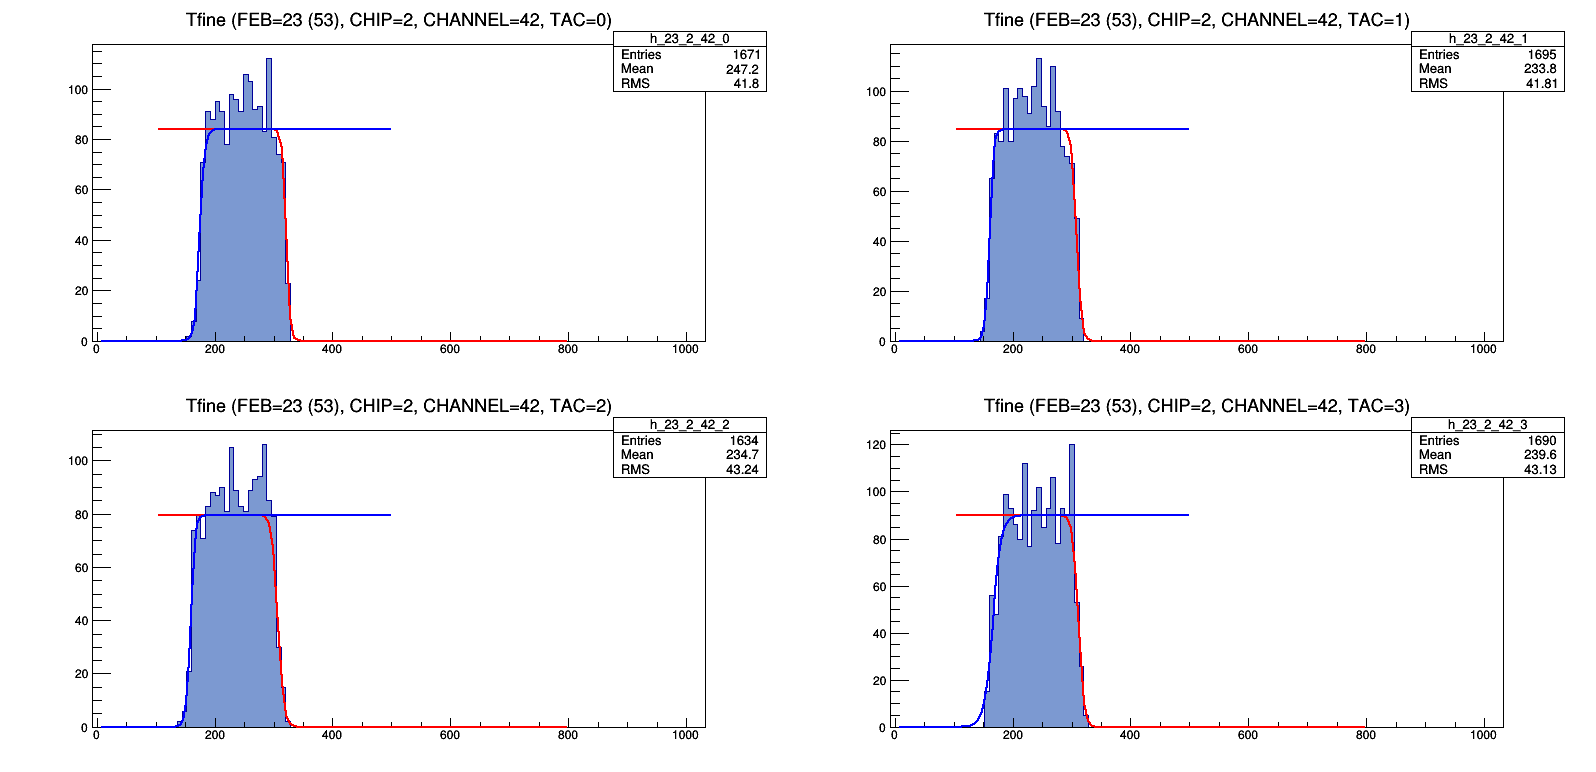 Tfine (FEB=23 (53), CHIP=2, CHANNEL=42, TAC=0)
h_23_2_42_0
Entries 1671
Mean 247.2
RMS 41.8
100
80
60
40
20
0
0 200 400 600 800 1000
Tfine (FEB=23 (53), CHIP=2, CHANNEL=42, TAC=1)
h_23_2_42_1
Entries 1695
Mean 233.8
RMS 41.81
100
80
60
40
20
0
0 200 400 600 800 1000
Tfine (FEB=23 (53), CHIP=2, CHANNEL=42, TAC=2)
h_23_2_42_2
Entries 1634
Mean 234.7
RMS 43.24
100
80
60
40
20
0
0 200 400 600 800 1000
Tfine (FEB=23 (53), CHIP=2, CHANNEL=42, TAC=3)
h_23_2_42_3
Entries 1690
Mean 239.6
RMS 43.13
120
100
80
60
40
20
0
0 200 400 600 800 1000